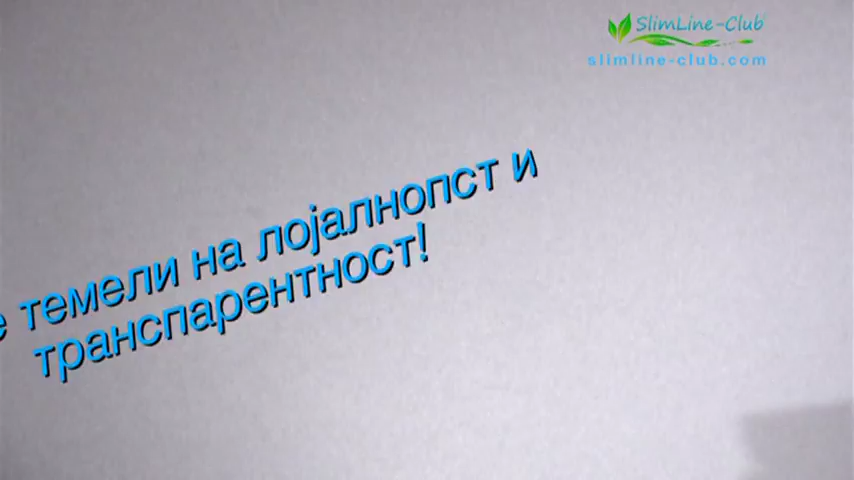 SlimLine-Club
slimline-club.com
е темели на лојалнопст и
транспарентност!